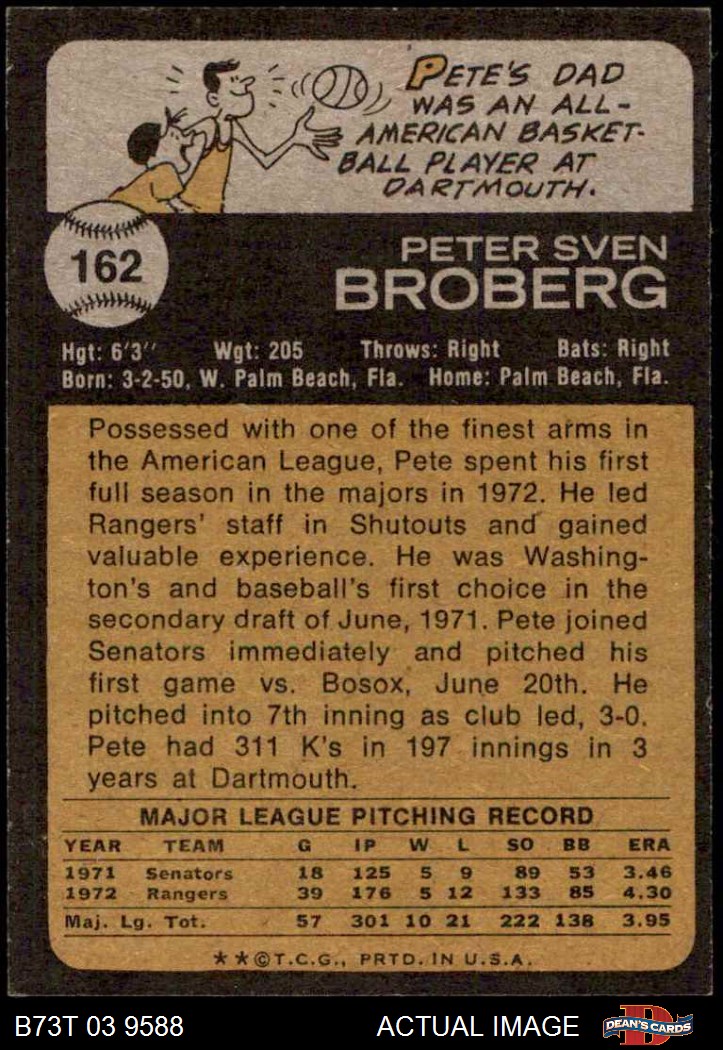 PETE'S DAD
WAS AN ALL-
AMERICAN BASKET-
BALL PLAYER AT
DARTMOUTH.
162
PETER SVEN
BROBERG
Hgt: 6'3" Wgt: 205 Throws: Right Bats: Right
Born: 3-2-50, W. Palm Beach, Fla. Home: Palm Beach, Fla.
Possessed with one of the finest arms in
the American League, Pete spent his first
full season in the majors in 1972. He led
Rangers' staff in Shutouts and gained
valuable experience. He was Washing-
ton's and baseball's first choice in the
secondary draft of June, 1971. Pete joined
Senators immediately and pitched his
first game vs. Bosox, June 20th. He
pitched into 7th inning as club led, 3-0.
Pete had 311 K's in 197 innings in 3
years at Dartmouth.
MAJOR LEAGUE PITCHING RECORD
YEAR TEAM G IP W L SO BB ERA
1971 Senators 18 125 5 9 89 53 3.46
1972 Rangers 39 176 5 12 133 85 4.30
Maj. Lg. Tot. 57 301 10 21 222 138 3.95
**©T.C.G., PRTD. IN U.S.A.
B73T 03 9588 ACTUAL IMAGE D DEAN'S CARDS